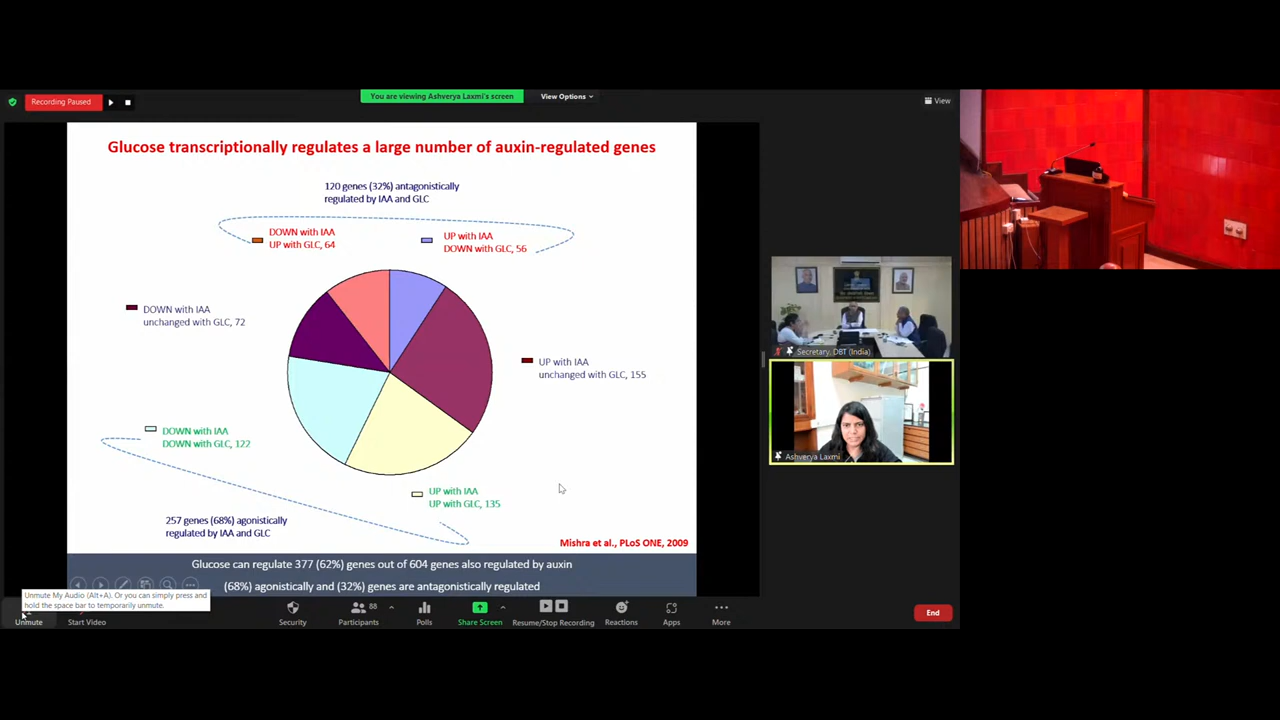 Recording Paused
You are viewing Ashverya Laxmi's screen
View Options
View
Glucose transcriptionally regulates a large number of auxin-regulated genes
120 genes (32%) antagonistically
regulated by IAA and GLC
DOWN with IAA
UP with GLC, 64
UP with IAA
DOWN with GLC, 56
DOWN with IAA
unchanged with GLC, 72
UP with IAA
unchanged with GLC, 155
DOWN with IAA
DOWN with GLC, 122
UP with IAA
UP with GLC, 135
257 genes (68%) agonistically
regulated by IAA and GLC
Mishra et al., PLoS ONE, 2009
Glucose can regulate 377 (62%) genes out of 604 genes also regulated by auxin
(68%) agonistically and (32%) genes are antagonistically regulated
Secretary, DBT (India)
Ashverya Laxmi
Unmute My Audio (Alt+A). Or you can simply press and
hold the space bar to temporarily unmute.
Unmute
Start Video
Security
88
Participants
Polls
Share Screen
Resume/Stop Recording
Reactions
Apps
More
End